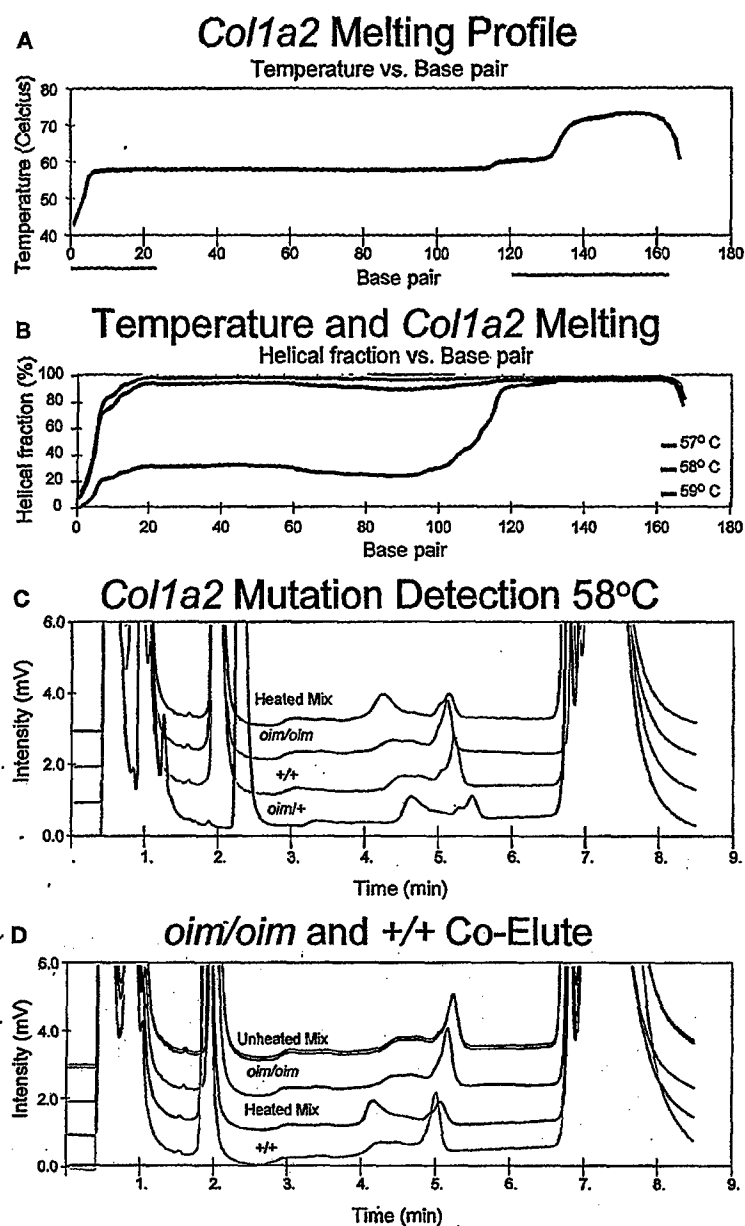 A
Col1a2 Melting Profile
Temperature vs. Base pair
Temperature (Celcius)
80
70
60
50
40
0 20 40 60 80 100 120 140 160 180
Base pair
B
Temperature and Col1a2 Melting
Helical fraction vs. Base pair
Helical fraction (%)
100
80
60
40
20
0
57° C
58° C
59° C
0 20 40 60 80 100 120 140 160 180
Base pair
C
Col1a2 Mutation Detection 58°C
Intensity (mV)
6.0
4.0
2.0
0.0
Heated Mix
oim/oim
+/+
oim/+
1. 2. 3. 4. 5. 6. 7. 8. 9.
Time (min)
D
oim/oim and +/+ Co-Elute
Intensity (mV)
6.0
4.0
2.0
0.0
Unheated Mix
oim/oim
Heated Mix
+/+
1. 2. 3. 4. 5. 6. 7. 8. 9.
Time (min)